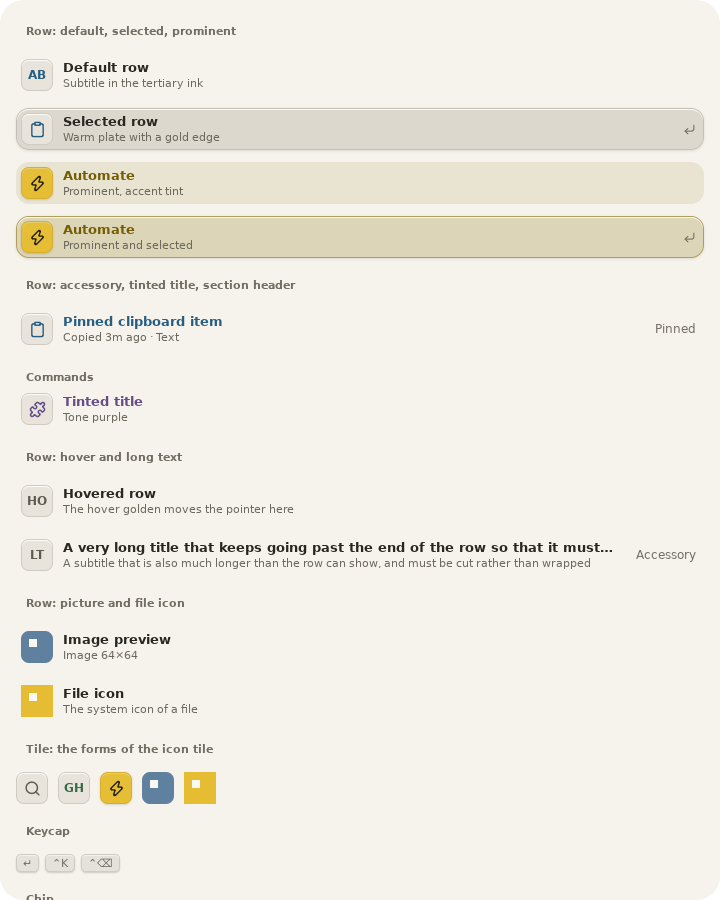 Row: default, selected, prominent
AB
Default row
Subtitle in the tertiary ink
Selected row
Warm plate with a gold edge
↵
Automate
Prominent, accent tint
Automate
Prominent and selected
↵
Row: accessory, tinted title, section header
Pinned clipboard item
Copied 3m ago · Text
Pinned
Commands
Tinted title
Tone purple
Row: hover and long text
HO
Hovered row
The hover golden moves the pointer here
LT
A very long title that keeps going past the end of the row so that it must…
A subtitle that is also much longer than the row can show, and must be cut rather than wrapped
Accessory
Row: picture and file icon
Image preview
Image 64×64
File icon
The system icon of a file
Tile: the forms of the icon tile
GH
Keycap
↵ ⌃K ⌃⌫
Chip